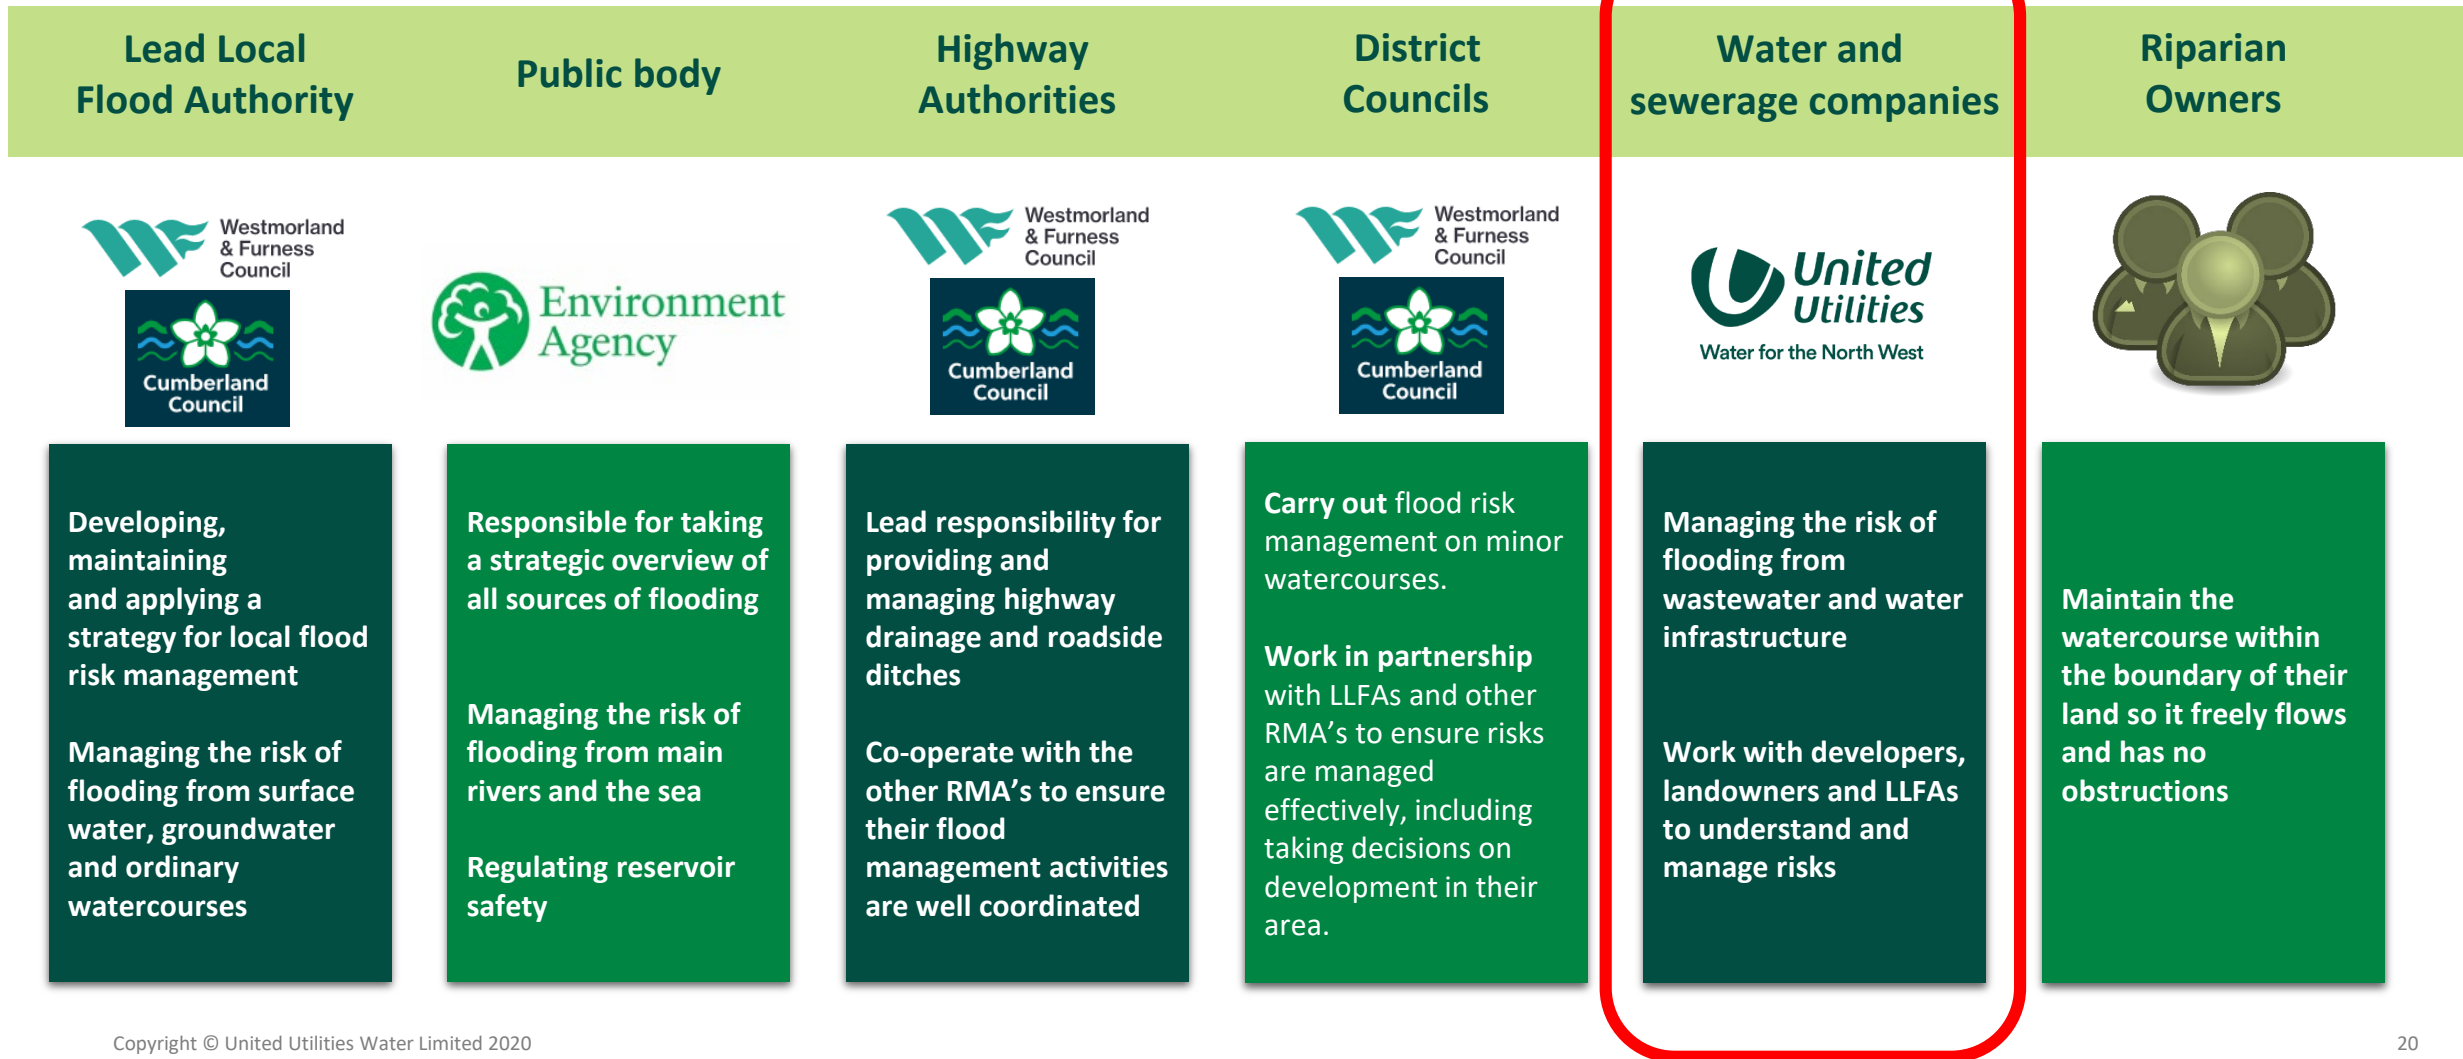 Lead Local
Flood Authority
Public body
Highway
Authorities
District
Councils
Water and
sewerage companies
Riparian
Owners
Westmorland
& Furness
Council
Cumberland
Council
Environment
Agency
Westmorland
& Furness
Council
Cumberland
Council
Westmorland
& Furness
Council
Cumberland
Council
United
Utilities
Water for the North West
Developing,
maintaining
and applying a
strategy for local flood
risk management
Managing the risk of
flooding from surface
water, groundwater
and ordinary
watercourses
Responsible for taking
a strategic overview of
all sources of flooding
Managing the risk of
flooding from main
rivers and the sea
Regulating reservoir
safety
Lead responsibility for
providing and
managing highway
drainage and roadside
ditches
Co-operate with the
other RMA’s to ensure
their flood
management activities
are well coordinated
Carry out flood risk
management on minor
watercourses.
Work in partnership
with LLFAs and other
RMA’s to ensure risks
are managed
effectively, including
taking decisions on
development in their
area.
Managing the risk of
flooding from
wastewater and water
infrastructure
Work with developers,
landowners and LLFAs
to understand and
manage risks
Maintain the
watercourse within
the boundary of their
land so it freely flows
and has no
obstructions
Copyright © United Utilities Water Limited 2020
20